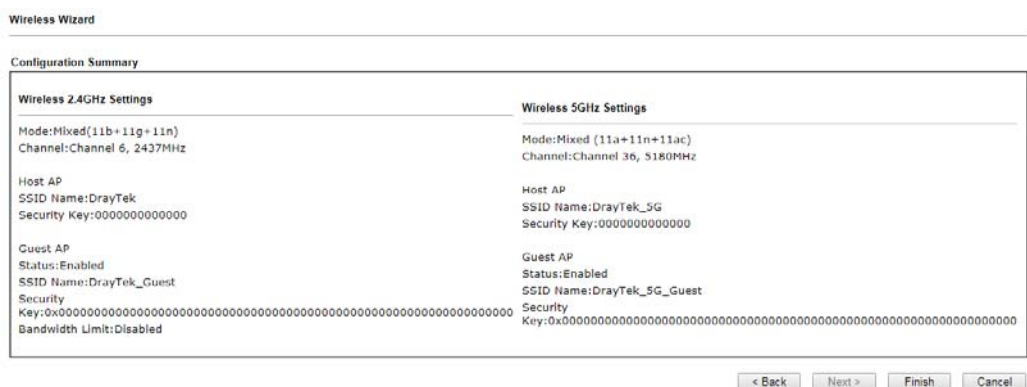 Wireless Wizard
Configuration Summary
Wireless 2.4GHz Settings
Mode:Mixed(11b+11g+11n)
Channel:Channel 6, 2437MHz
Host AP
SSID Name:DrayTek
Security Key:0000000000000
Guest AP
Status:Enabled
SSID Name:DrayTek_Guest
Security
Key:0x0000000000000000000000000000000000000000000000000000000000000000
Bandwidth Limit:Disabled
Wireless 5GHz Settings
Mode:Mixed (11a+11n+11ac)
Channel:Channel 36, 5180MHz
Host AP
SSID Name:DrayTek_5G
Security Key:0000000000000
Guest AP
Status:Enabled
SSID Name:DrayTek_5G_Guest
Security
Key:0x0000000000000000000000000000000000000000000000000000000000000000
< Back
Next >
Finish
Cancel